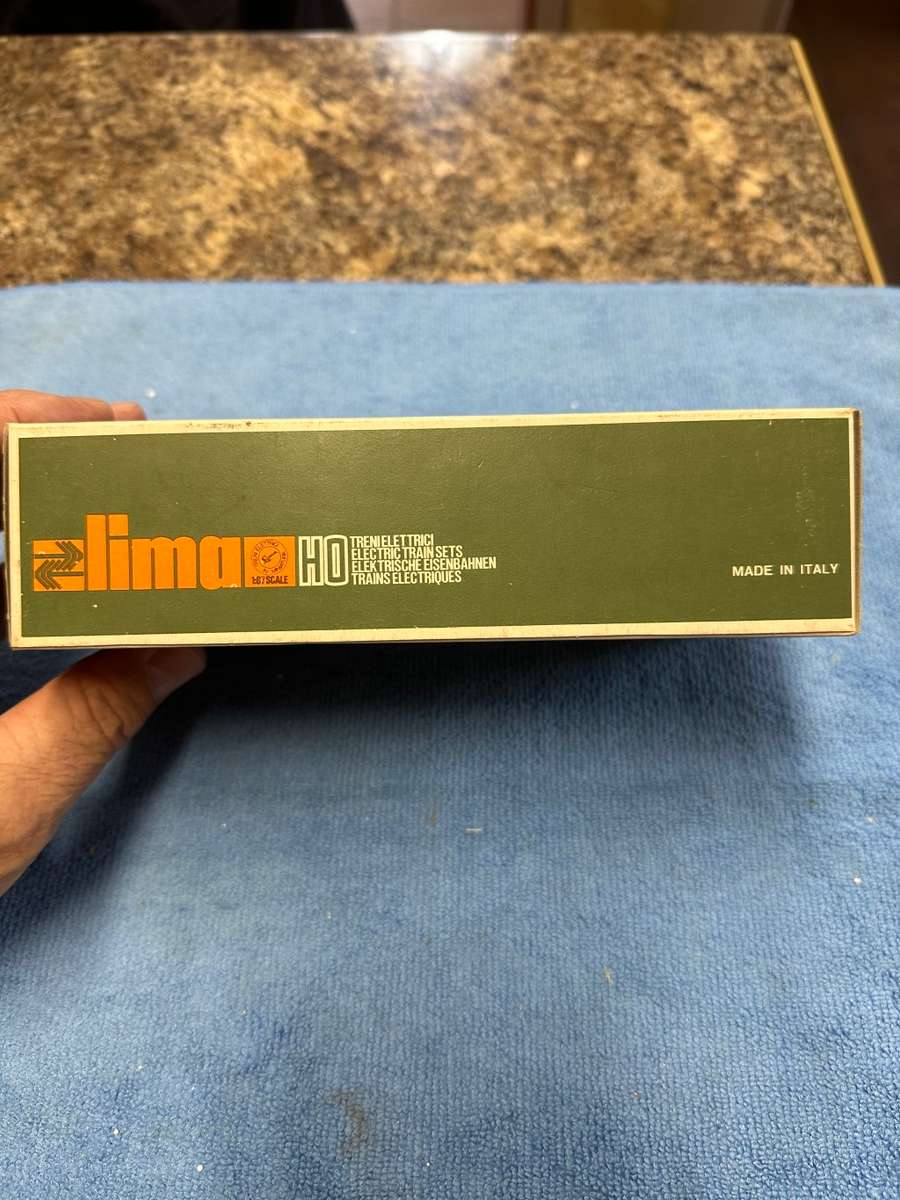 lima
1:87 SCALE
HO
TRENI ELETTRICI
ELECTRIC TRAIN SETS
ELEKTRISCHE EISENBAHNEN
TRAINS ELECTRIQUES
MADE IN ITALY